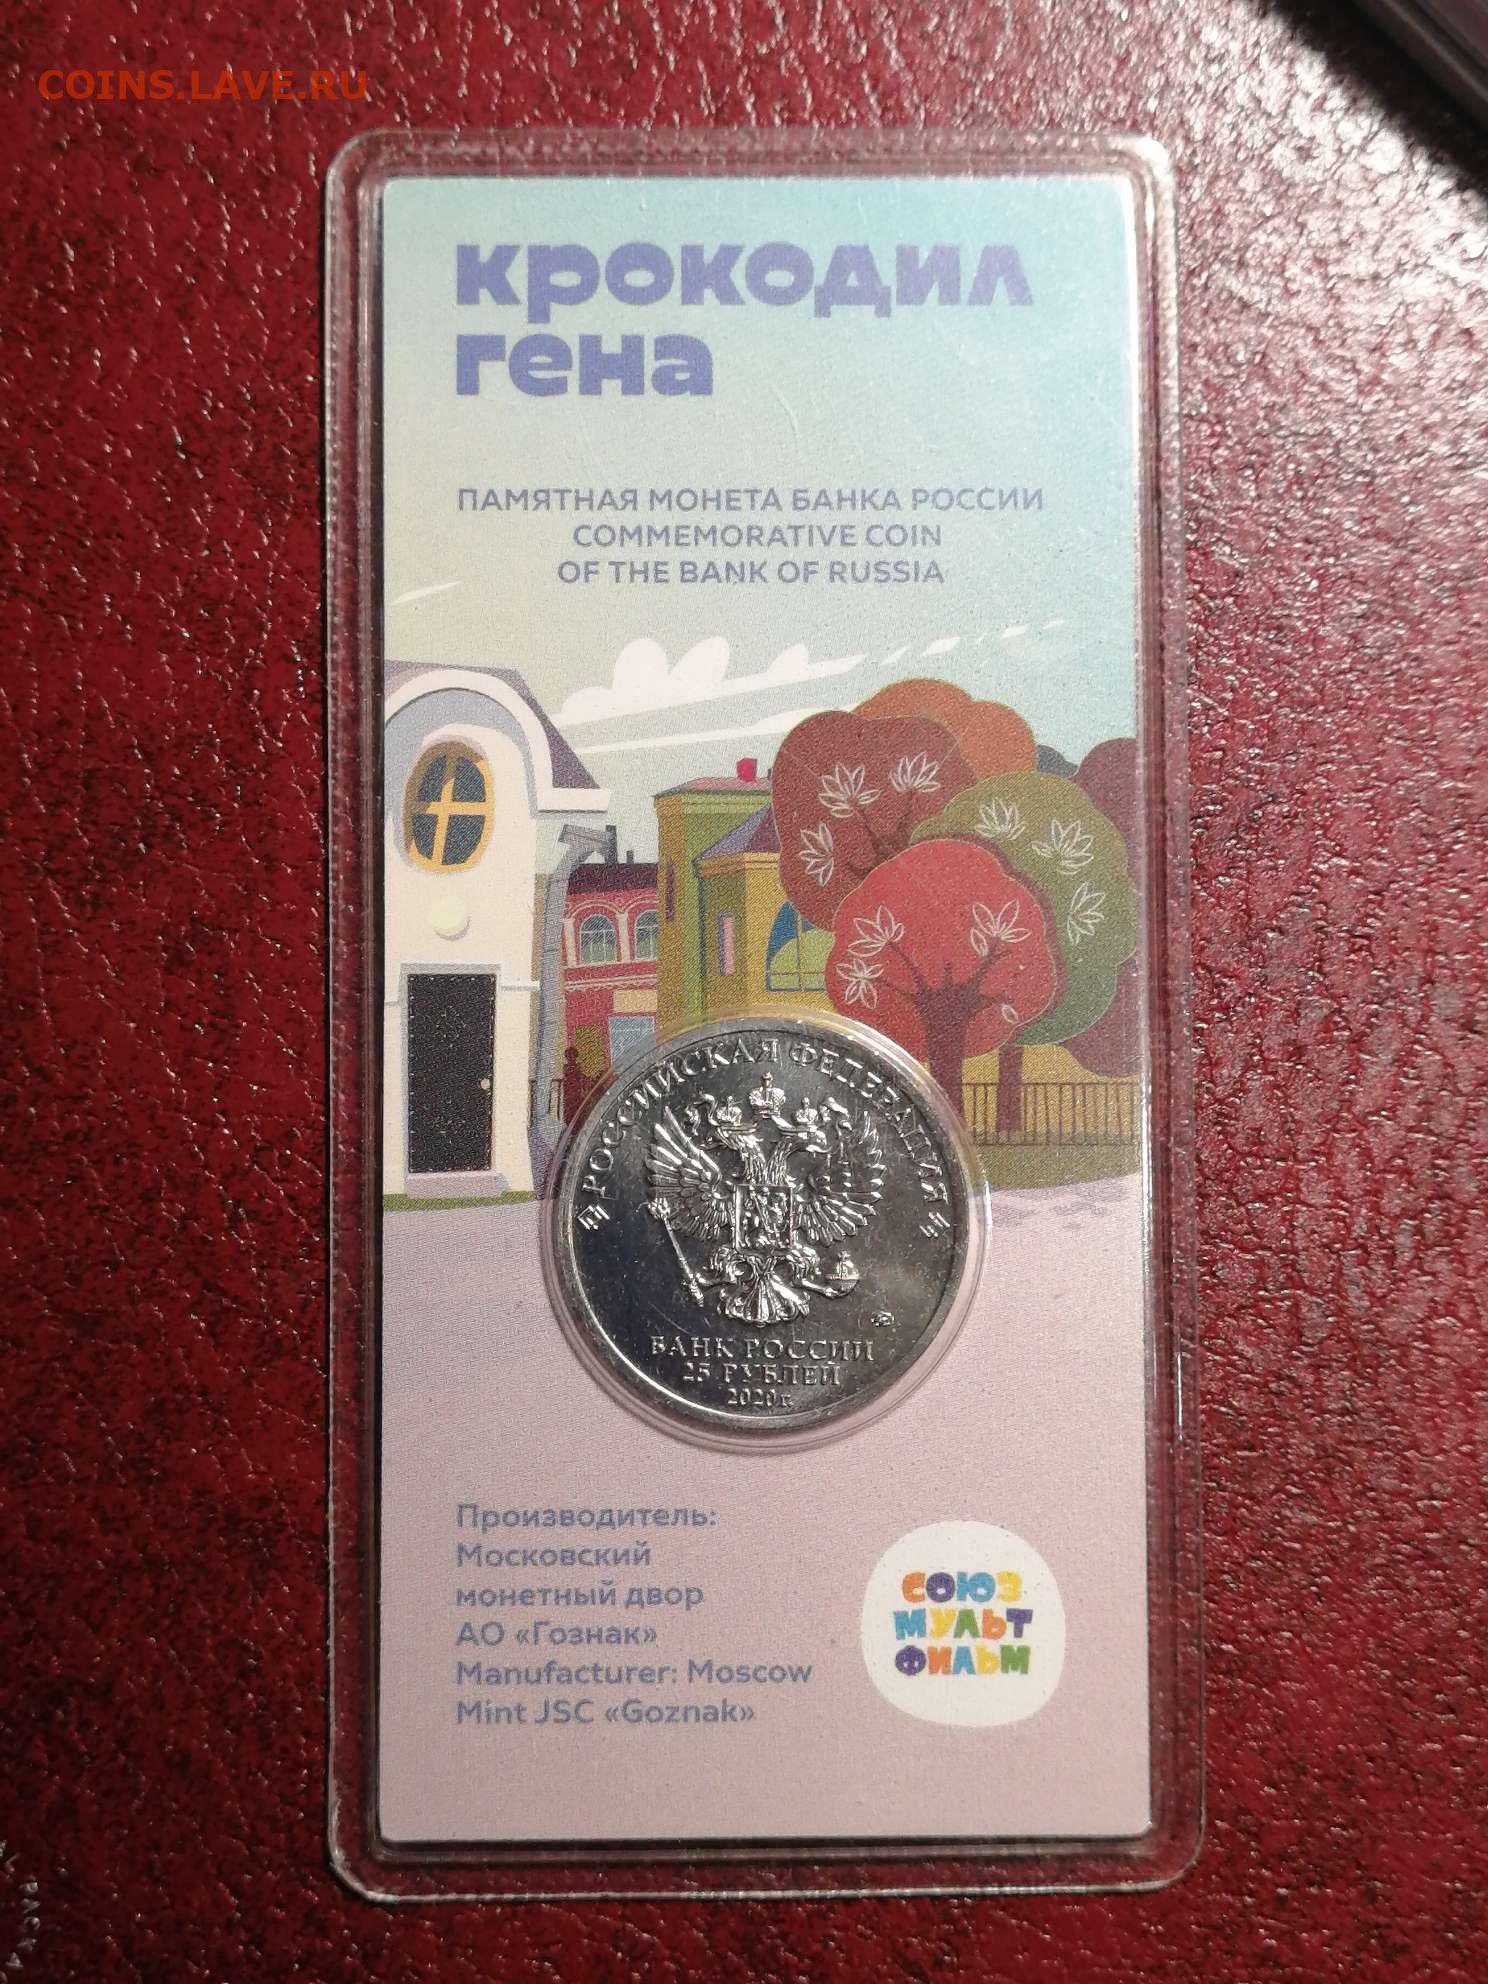 COINS.LAVE.RU
крокодил
гена
ПАМЯТНАЯ МОНЕТА БАНКА РОССИИ
COMMEMORATIVE COIN
OF THE BANK OF RUSSIA
РОССИЙСКАЯ ФЕДЕРАЦИЯ
БАНК РОССИИ
25 РУБЛЕЙ
2020 г.
Производитель:
Московский
монетный двор
АО «Гознак»
Manufacturer: Moscow
Mint JSC «Goznak»
СОЮЗ
МУЛЬТ
ФИЛЬМ